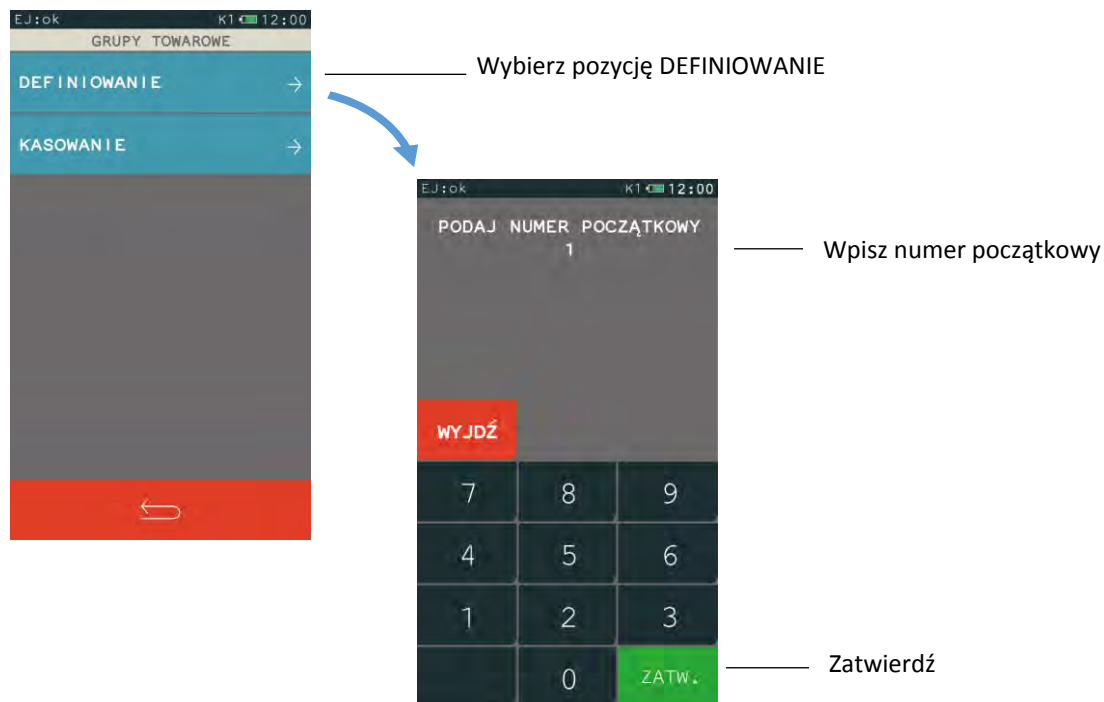 EJ:ok K1 12:00
GRUPY TOWAROWE
DEFINIOWANIE
KASOWANIE
Wybierz pozycję DEFINIOWANIE
EJ:ok K1 12:00
PODAJ NUMER POCZĄTKOWY
1
Wpisz numer początkowy
WYJDŹ
7 8 9
4 5 6
1 2 3
0 ZATW.
Zatwierdź